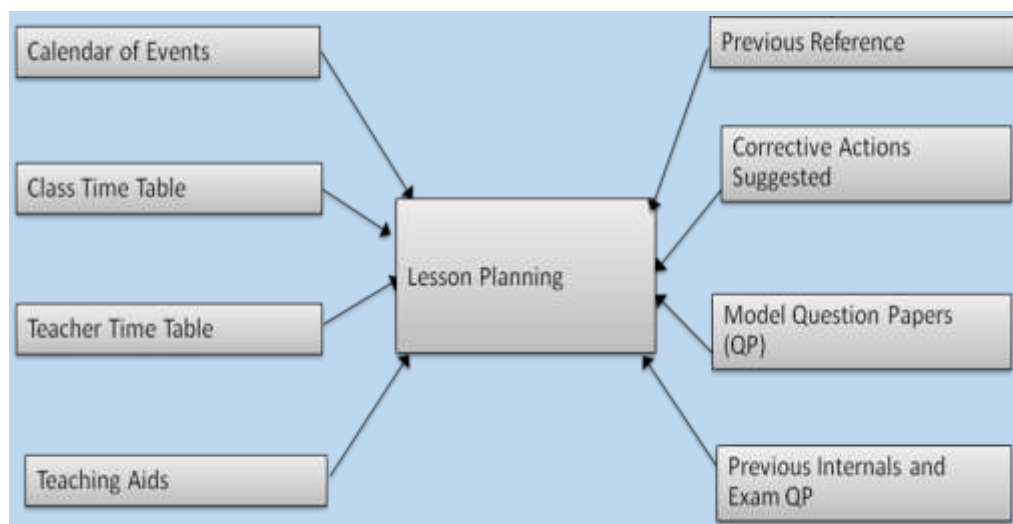 Calendar of Events
Class Time Table
Teacher Time Table
Teaching Aids
Lesson Planning
Previous Reference
Corrective Actions
Suggested
Model Question Papers
(QP)
Previous Internals and
Exam QP